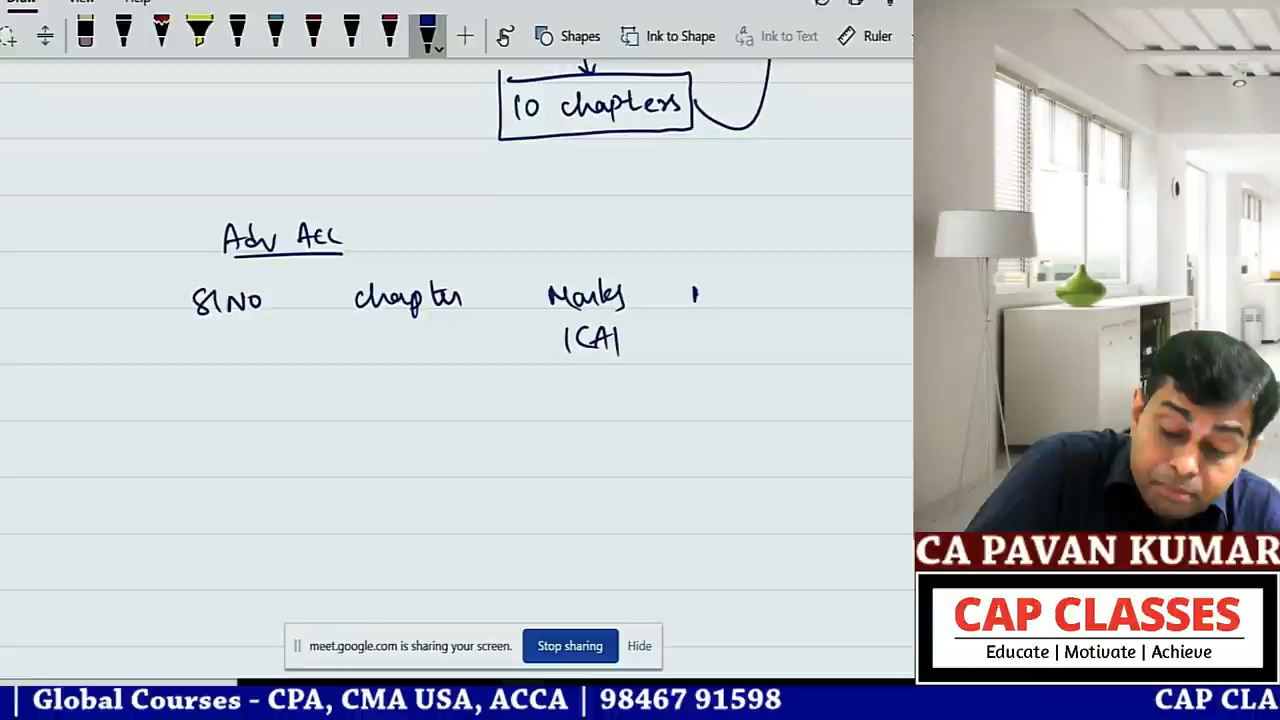 Draw View Help
Shapes Ink to Shape Ink to Text Ruler
10 chapters
Adv Acc
Sl No chapter Marks
ICAI
meet.google.com is sharing your screen. Stop sharing Hide
CA PAVAN KUMAR
CAP CLASSES
Educate | Motivate | Achieve
| Global Courses - CPA, CMA USA, ACCA | 98467 91598 CAP CLA